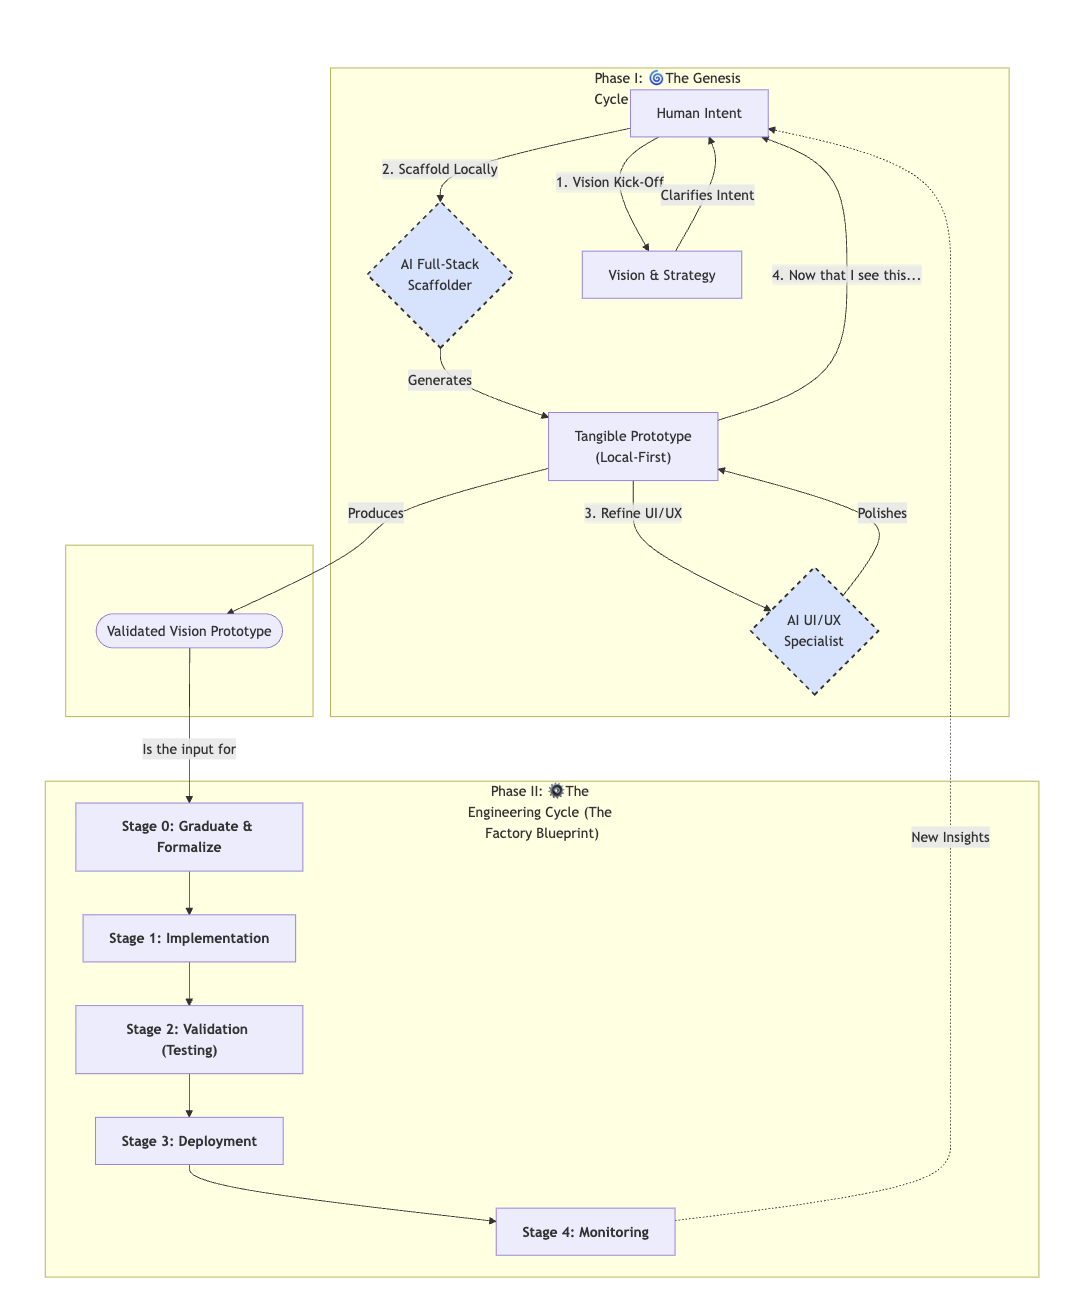 Phase I: 🌀The Genesis
Cycle
Human Intent
2. Scaffold Locally
1. Vision Kick-Off
Clarifies Intent
AI Full-Stack
Scaffolder
Vision & Strategy
4. Now that I see this...
Generates
Tangible Prototype
(Local-First)
Produces
3. Refine UI/UX
Polishes
Validated Vision Prototype
AI UI/UX
Specialist
Is the input for
Phase II: ⚙️The
Engineering Cycle (The
Factory Blueprint)
Stage 0: Graduate &
Formalize
New Insights
Stage 1: Implementation
Stage 2: Validation
(Testing)
Stage 3: Deployment
Stage 4: Monitoring